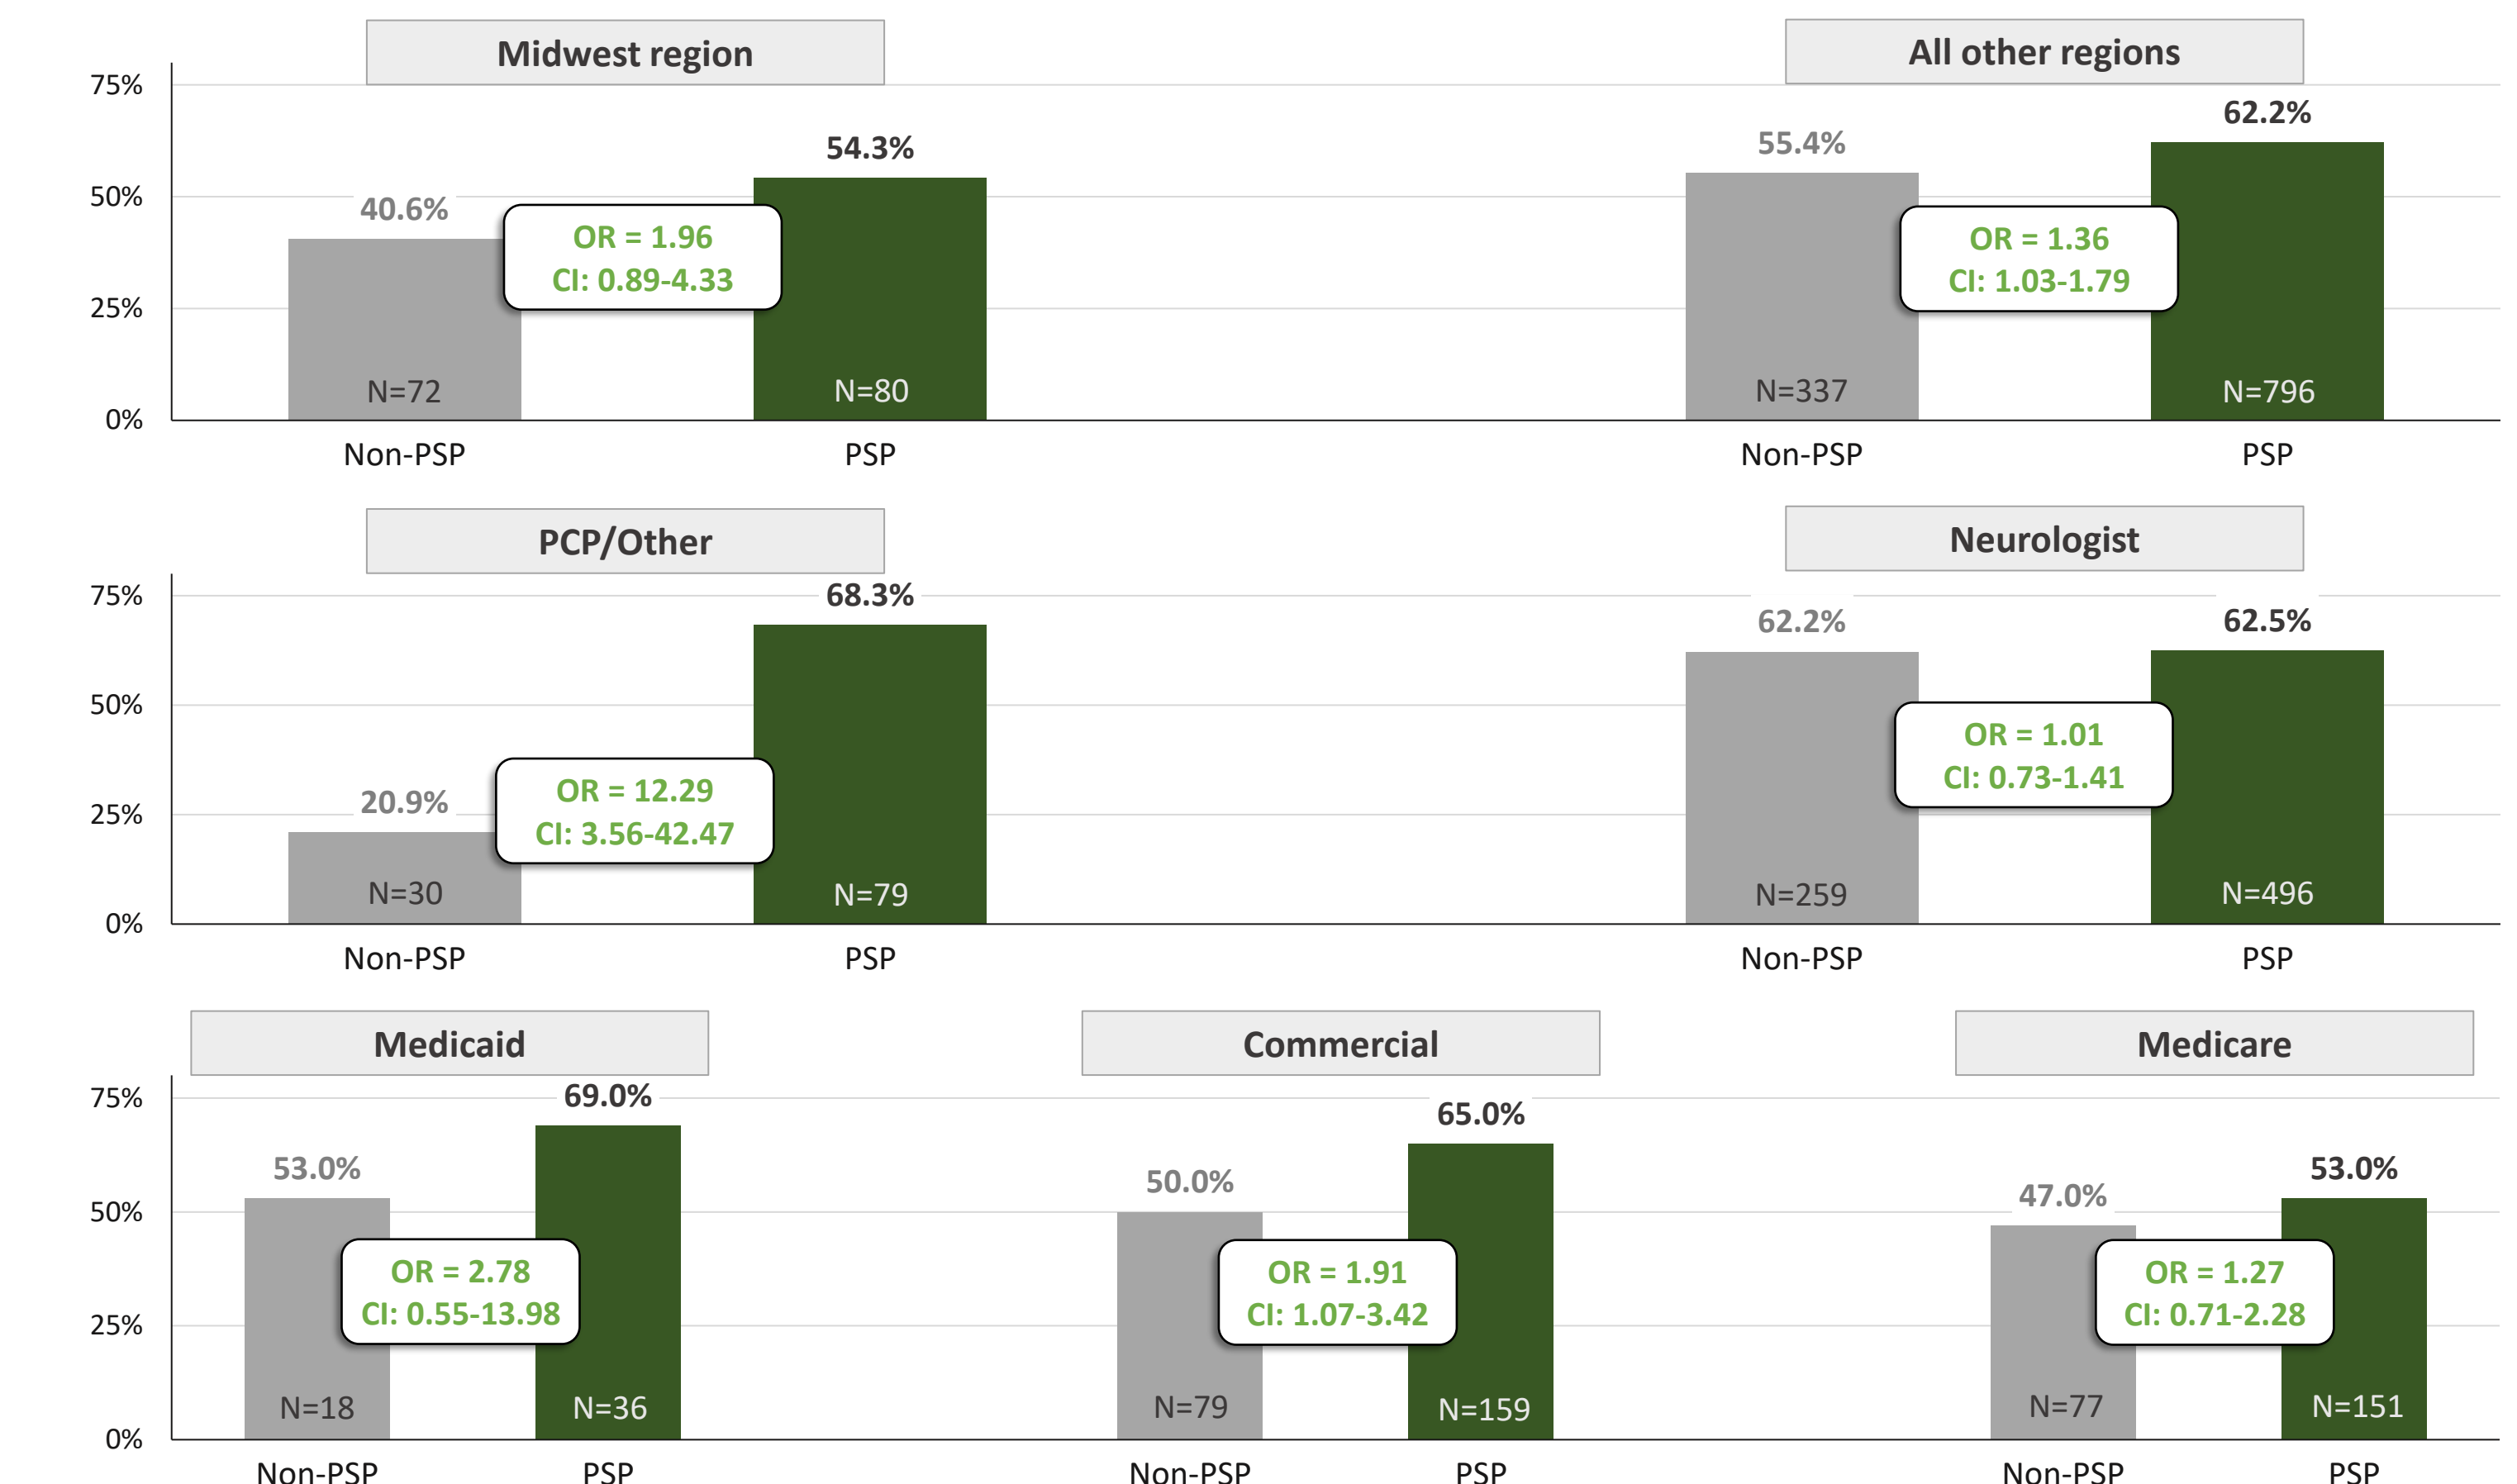 Midwest region
All other regions
75%
50%
25%
0%
40.6%
54.3%
OR = 1.96
CI: 0.89-4.33
N=72
N=80
Non-PSP
PSP
55.4%
62.2%
OR = 1.36
CI: 1.03-1.79
N=337
N=796
Non-PSP
PSP
PCP/Other
Neurologist
75%
50%
25%
0%
20.9%
68.3%
OR = 12.29
CI: 3.56-42.47
N=30
N=79
Non-PSP
PSP
62.2%
62.5%
OR = 1.01
CI: 0.73-1.41
N=259
N=496
Non-PSP
PSP
Medicaid
Commercial
Medicare
75%
50%
25%
0%
53.0%
69.0%
OR = 2.78
CI: 0.55-13.98
N=18
N=36
Non-PSP
PSP
50.0%
65.0%
OR = 1.91
CI: 1.07-3.42
N=79
N=159
Non-PSP
PSP
47.0%
53.0%
OR = 1.27
CI: 0.71-2.28
N=77
N=151
Non-PSP
PSP